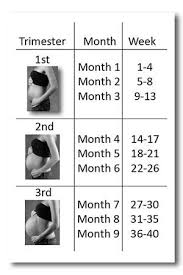 Trimester Month Week
1st
Month 1 1-4
Month 2 5-8
Month 3 9-13
2nd
Month 4 14-17
Month 5 18-21
Month 6 22-26
3rd
Month 7 27-30
Month 8 31-35
Month 9 36-40